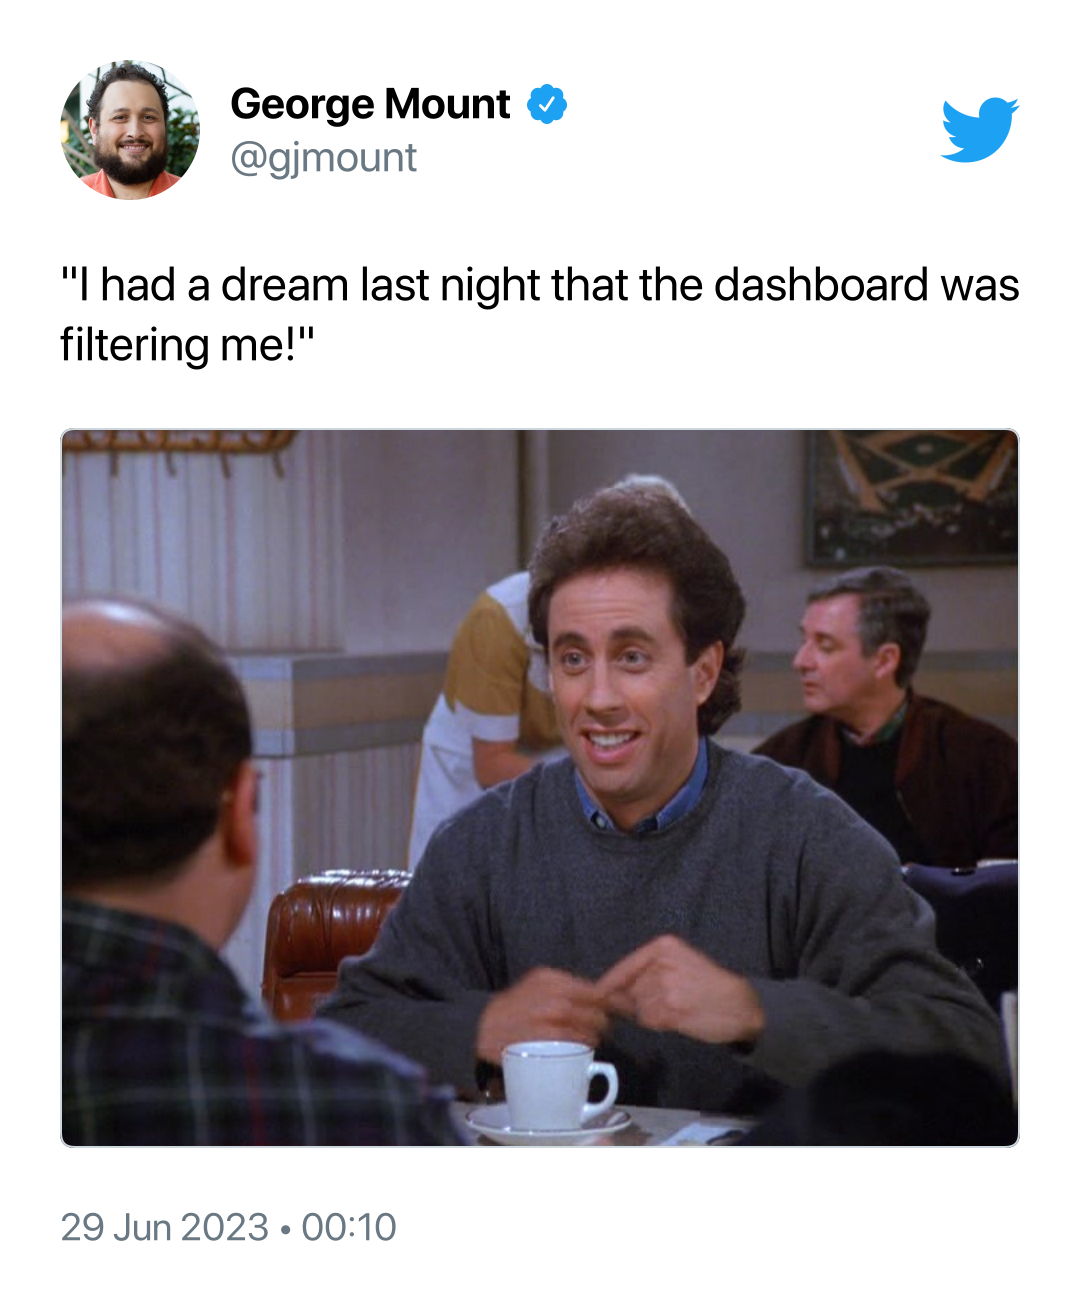 George Mount
@gjmount
"I had a dream last night that the dashboard was
filtering me!"
29 Jun 2023 • 00:10